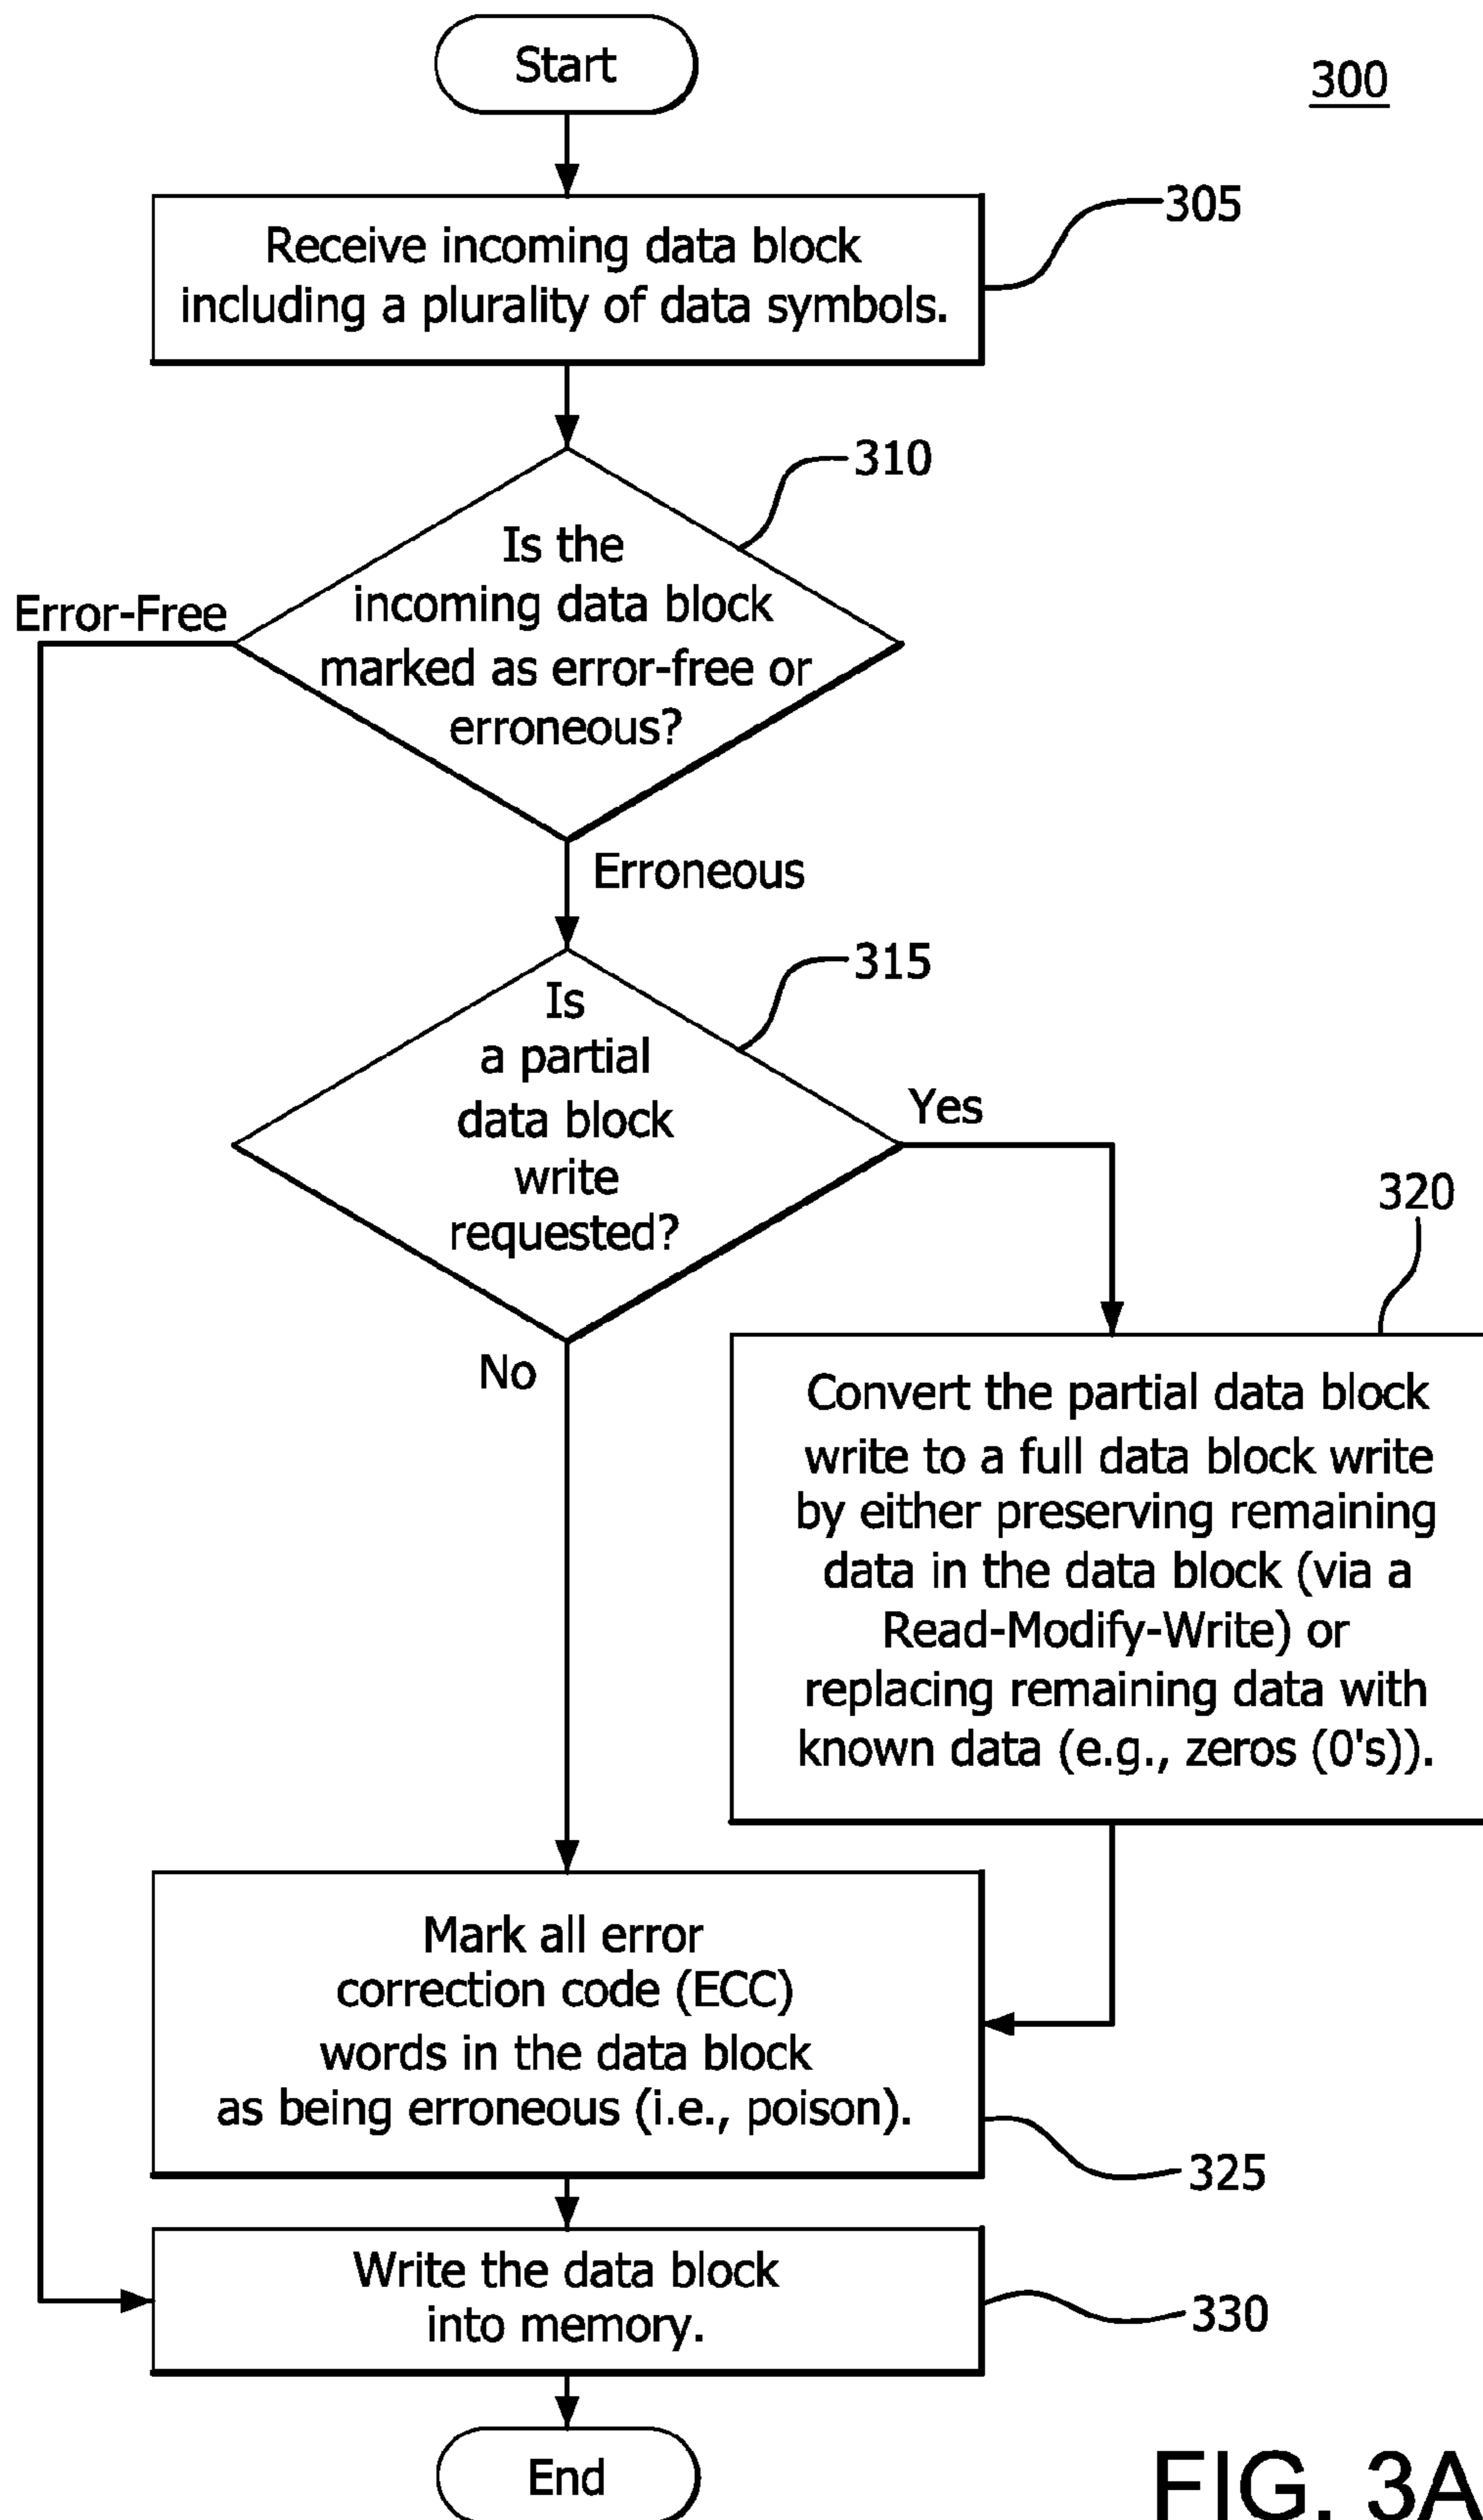 Start
300
305
Receive incoming data block
including a plurality of data symbols.
310
Is the
incoming data block
marked as error-free or
erroneous?
Error-Free
Erroneous
315
Is
a partial
data block
write
requested?
Yes
No
320
Convert the partial data block
write to a full data block write
by either preserving remaining
data in the data block (via a
Read-Modify-Write) or
replacing remaining data with
known data (e.g., zeros (0's)).
Mark all error
correction code (ECC)
words in the data block
as being erroneous (i.e., poison).
325
Write the data block
into memory.
330
End
FIG. 3A